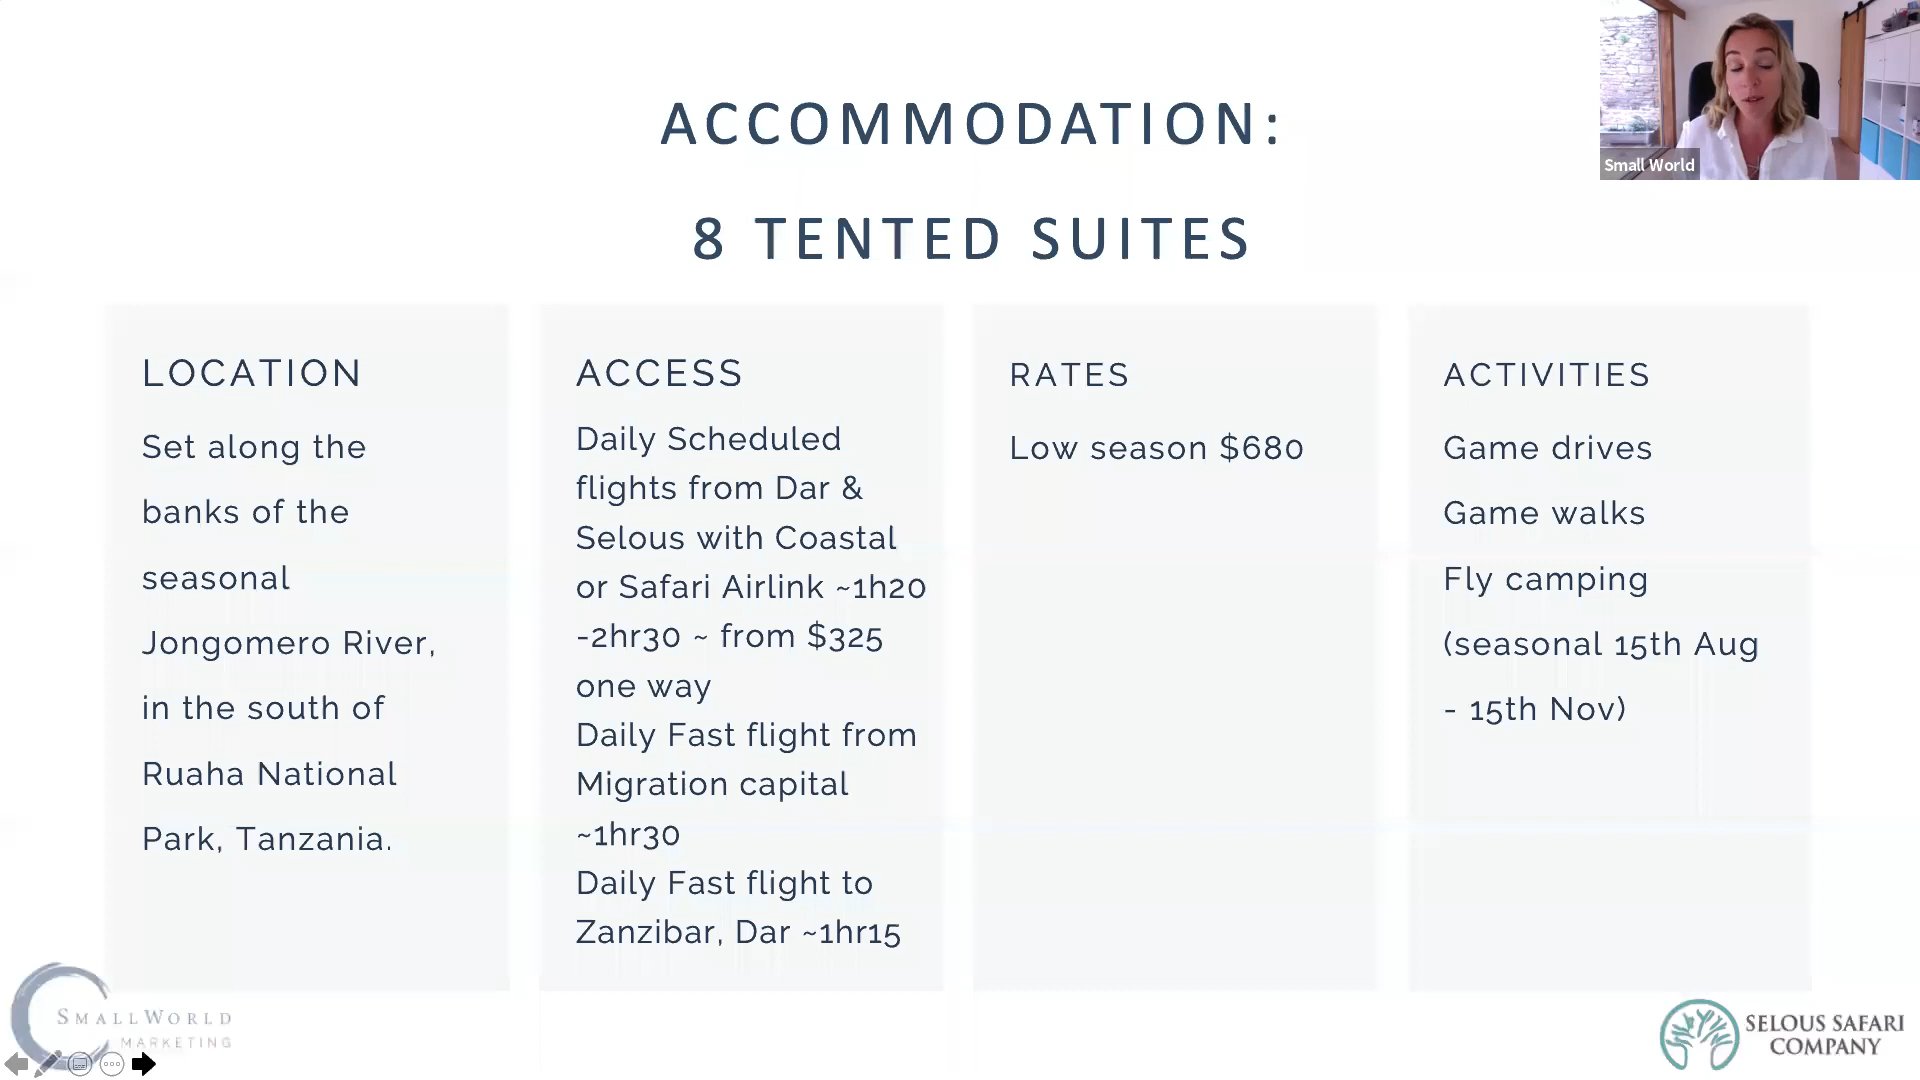 ACCOMMODATION:
8 TENTED SUITES
Small World
LOCATION
Set along the
banks of the
seasonal
Jongomero River,
in the south of
Ruaha National
Park, Tanzania.
ACCESS
Daily Scheduled
flights from Dar &
Selous with Coastal
or Safari Airlink ~1h20
-2hr30 ~ from $325
one way
Daily Fast flight from
Migration capital
~1hr30
Daily Fast flight to
Zanzibar, Dar ~1hr15
RATES
Low season $680
ACTIVITIES
Game drives
Game walks
Fly camping
(seasonal 15th Aug
- 15th Nov)
SMALLWORLD
MARKETING
SELOUS SAFARI
COMPANY